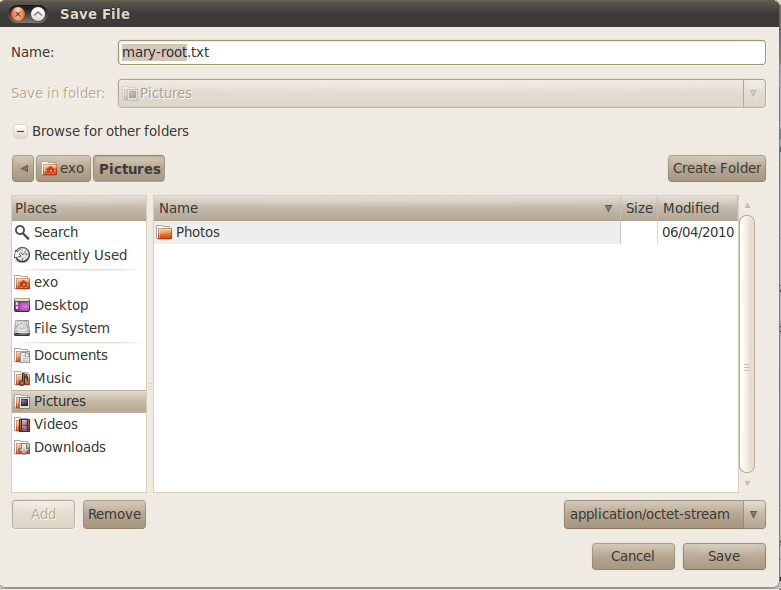 Save File
Name: mary-root.txt
Save in folder: Pictures
Browse for other folders
exo Pictures Create Folder
Places Name Size Modified
Search Photos 06/04/2010
Recently Used
exo
Desktop
File System
Documents
Music
Pictures
Videos
Downloads
Add Remove application/octet-stream
Cancel Save